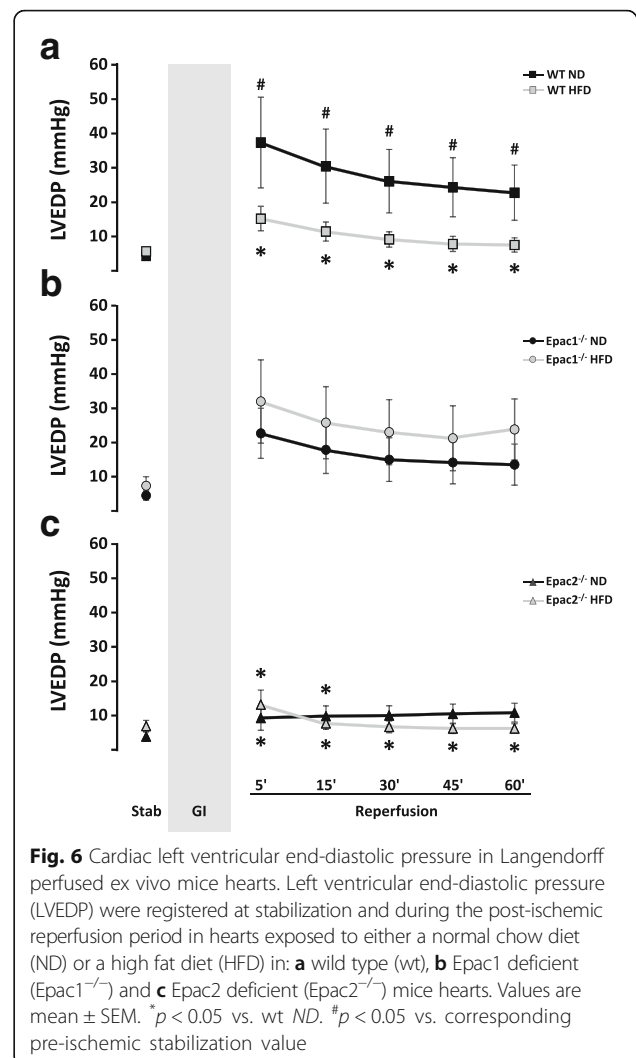 a
60
50
40
30
20
10
LVEDP (mmHg)
WT ND
WT HFD
# # # # #
* * * * *
b
60
50
40
30
20
10
LVEDP (mmHg)
Epac1-/- ND
Epac1-/- HFD
c
60
50
40
30
20
10
LVEDP (mmHg)
Epac2-/- ND
Epac2-/- HFD
* *
* * * * *
5' 15' 30' 45' 60'
Stab GI Reperfusion
Fig. 6 Cardiac left ventricular end-diastolic pressure in Langendorff
perfused ex vivo mice hearts. Left ventricular end-diastolic pressure
(LVEDP) were registered at stabilization and during the post-ischemic
reperfusion period in hearts exposed to either a normal chow diet
(ND) or a high fat diet (HFD) in: a wild type (wt), b Epac1 deficient
(Epac1−/−) and c Epac2 deficient (Epac2−/−) mice hearts. Values are
mean ± SEM. *p < 0.05 vs. wt ND. #p < 0.05 vs. corresponding
pre-ischemic stabilization value